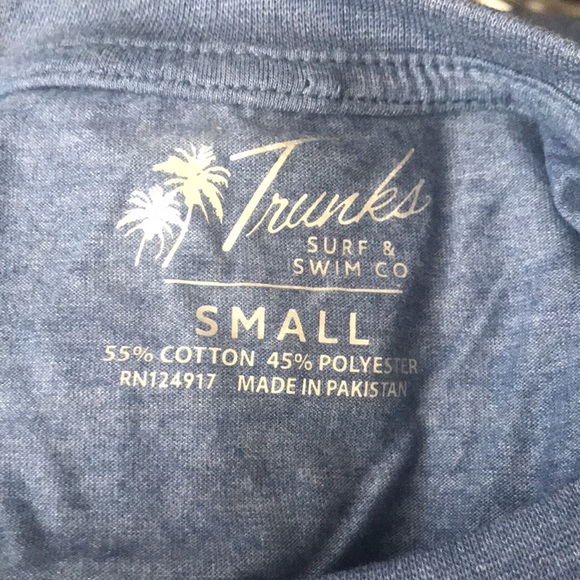 Trunks
SURF &
SWIM CO
SMALL
55% COTTON 45% POLYESTER
RN124917 MADE IN PAKISTAN